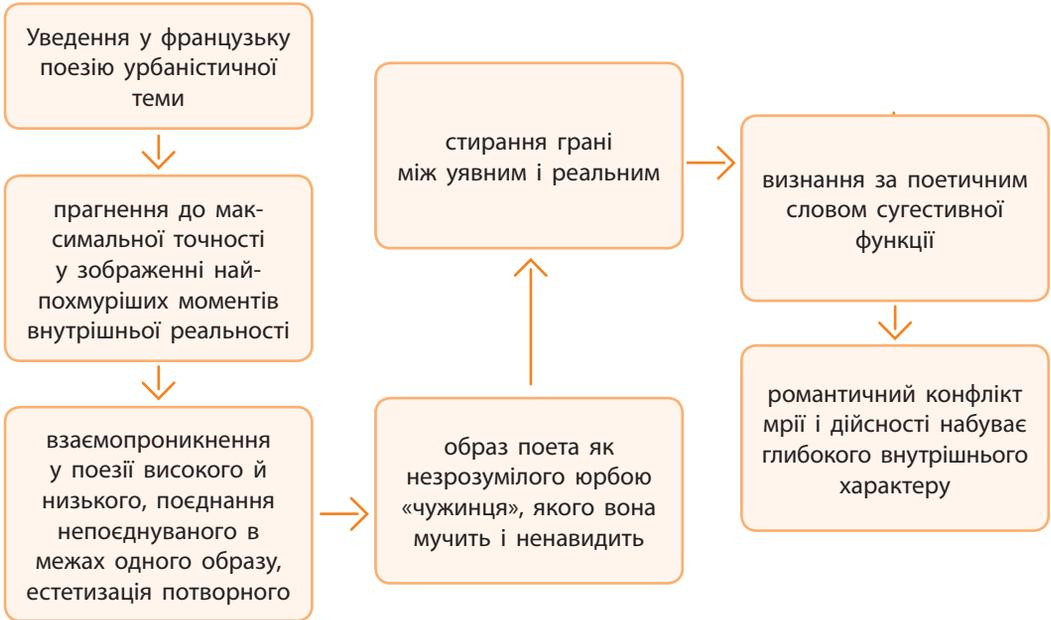 Уведення у французьку
поезію урбаністичної
теми
прагнення до мак-
симальної точності
у зображенні най-
похмуріших моментів
внутрішньої реальності
взаємопроникнення
у поезії високого й
низького, поєднання
непоєднуваного в
межах одного образу,
естетизація потворного
образ поета як
незрозумілого юрбою
«чужинця», якого вона
мучить і ненавидить
стирання грані
між уявним і реальним
визнання за поетичним
словом сугестивної
функції
романтичний конфлікт
мрії і дійсності набуває
глибокого внутрішнього
характеру